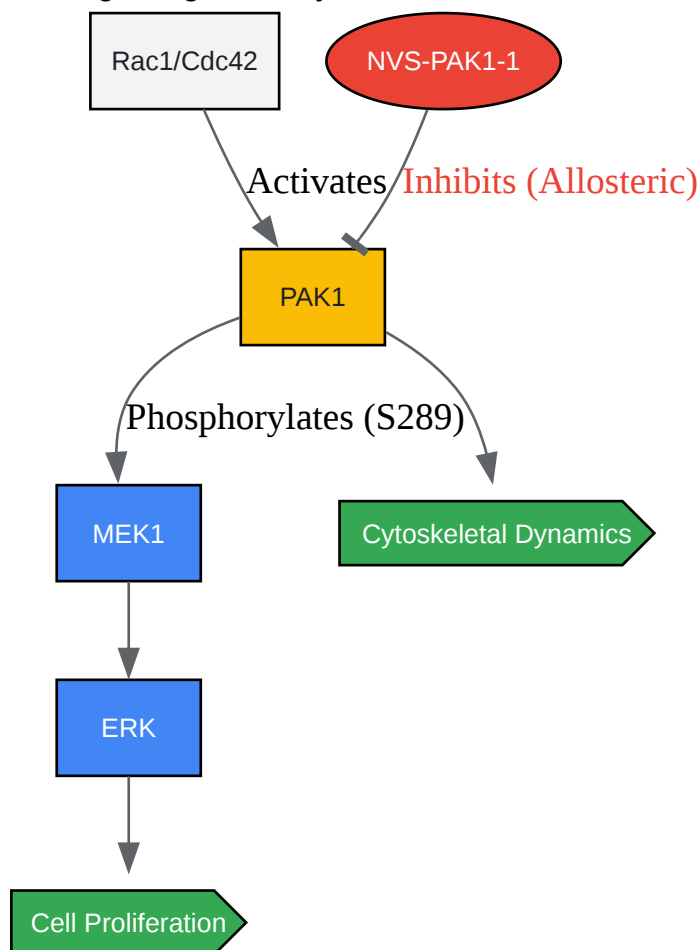 Rac1/Cdc42
NVS-PAK1-1
Activates
Inhibits (Allosteric)
PAK1
Phosphorylates (S289)
MEK1
Cytoskeletal Dynamics
ERK
Cell Proliferation